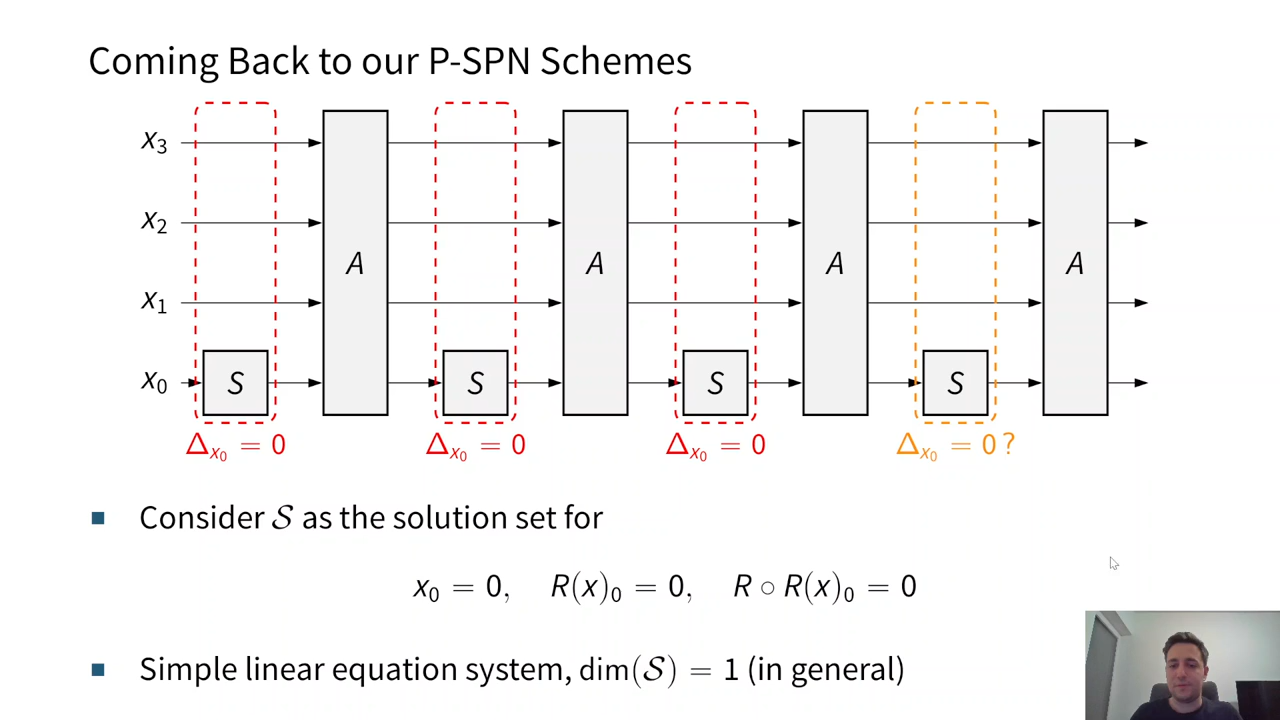 Coming Back to our P-SPN Schemes
x₃
x₂
x₁
x₀
A A A A
S S S S
Δx₀ = 0 Δx₀ = 0 Δx₀ = 0 Δx₀ = 0 ?
Consider 𝒮 as the solution set for
x₀ = 0, R(x)₀ = 0, R ∘ R(x)₀ = 0
Simple linear equation system, dim(𝒮) = 1 (in general)